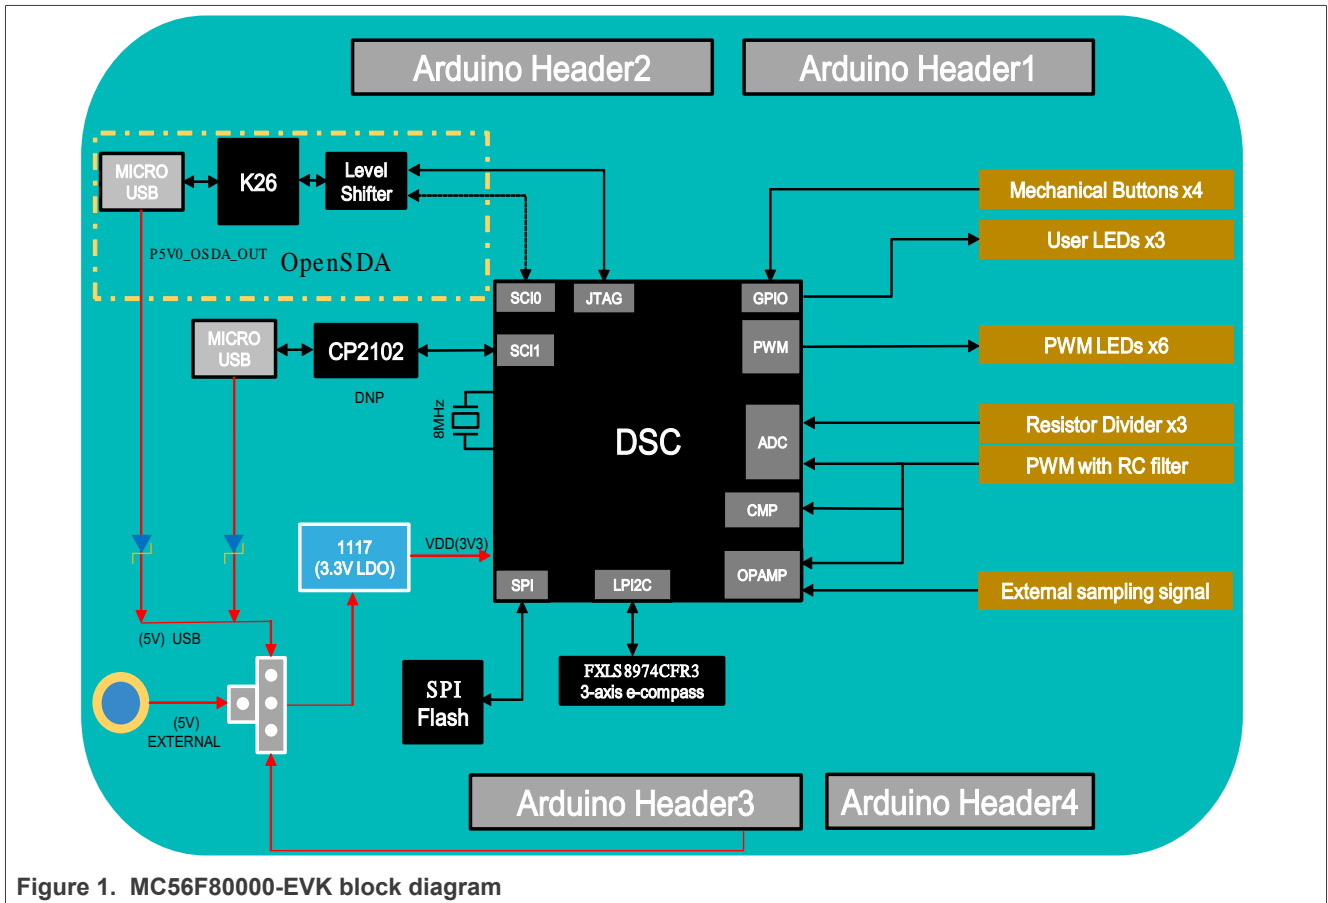 Arduino Header2
Arduino Header1
MICRO
USB
K26
Level
Shifter
P5V0_OSDA_OUT
OpenSDA
Mechanical Buttons x4
User LEDs x3
SCI0
JTAG
GPIO
MICRO
USB
CP2102
DNP
SCI1
PWM
PWM LEDs x6
8MHz
DSC
ADC
Resistor Divider x3
PWM with RC filter
CMP
1117
(3.3V LDO)
VDD(3V3)
SPI
LPI2C
OPAMP
External sampling signal
(5V) USB
FXLS8974CFR3
3-axis e-compass
SPI
Flash
(5V)
EXTERNAL
Arduino Header3
Arduino Header4
Figure 1. MC56F80000-EVK block diagram